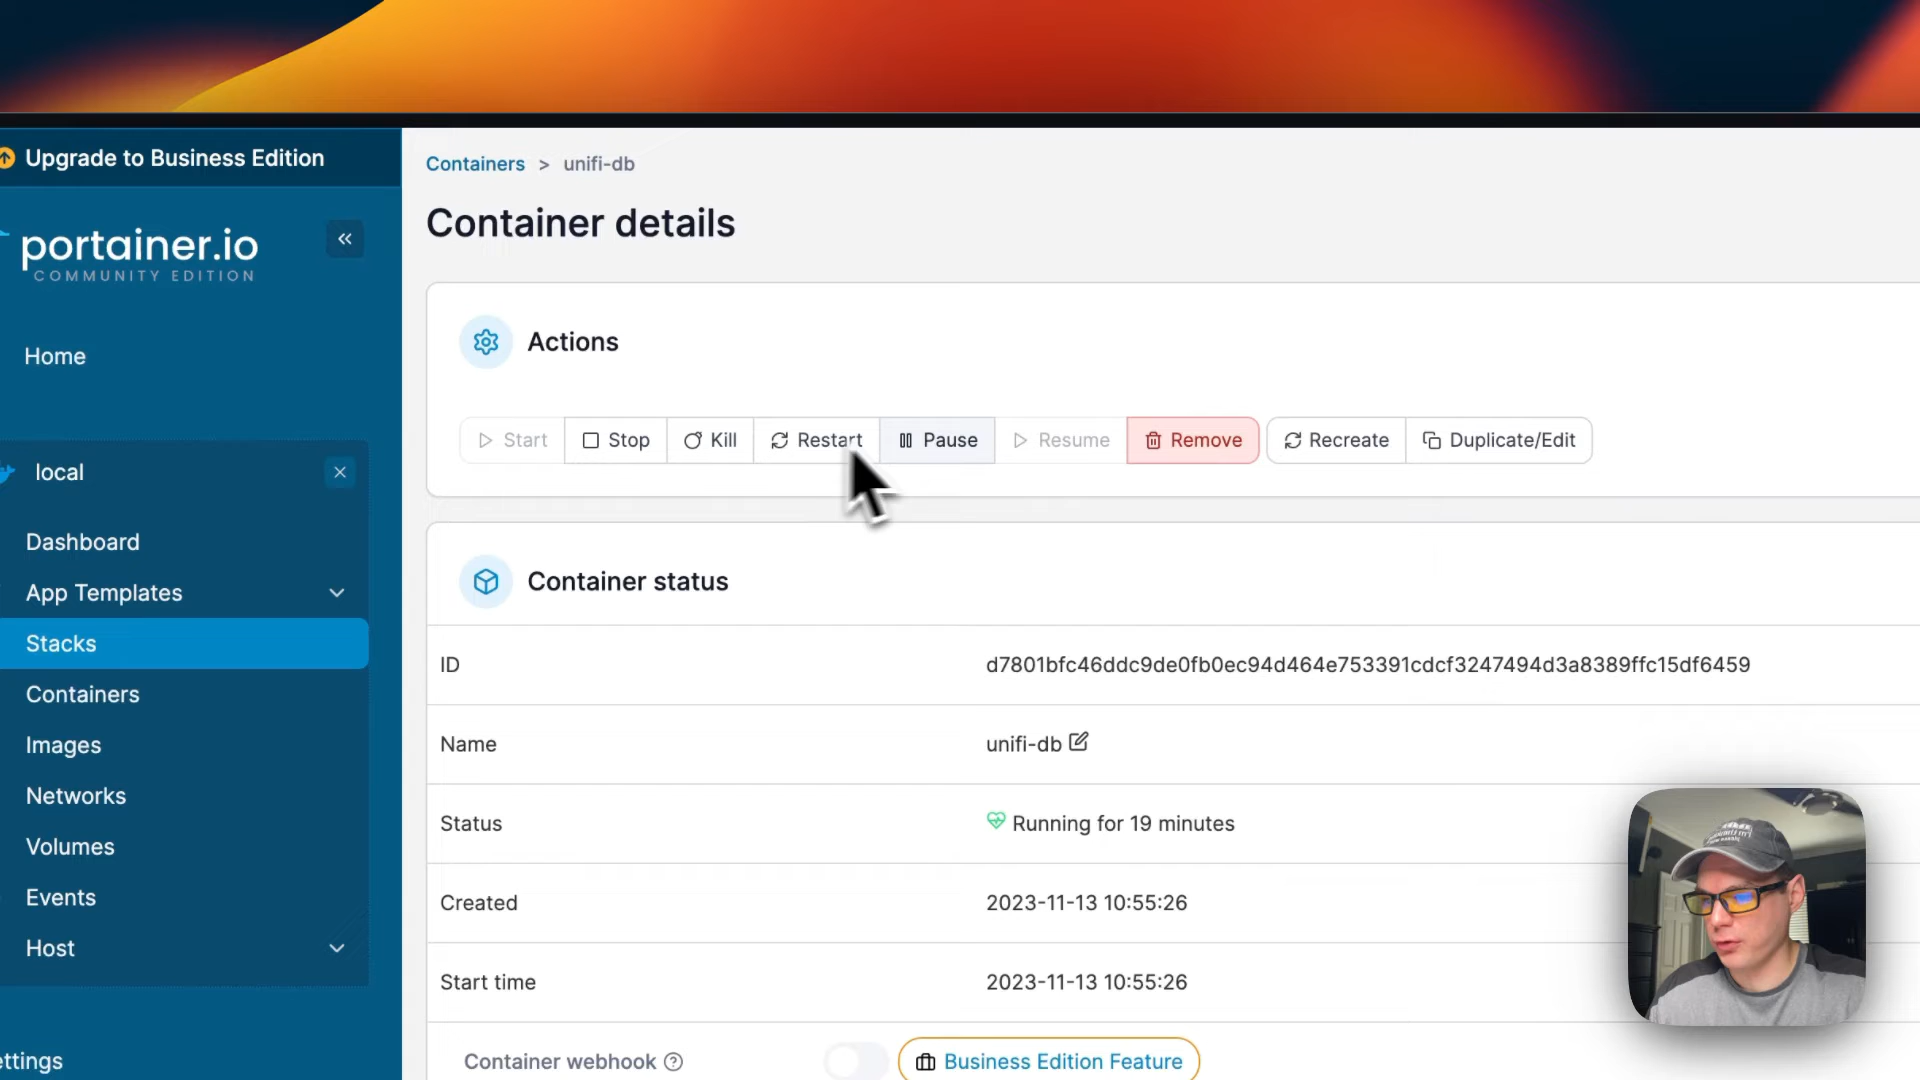 Upgrade to Business Edition
portainer.io
COMMUNITY EDITION
Home
local
Dashboard
App Templates
Stacks
Containers
Images
Networks
Volumes
Events
Host
ettings
Containers > unifi-db
Container details
Actions
Start Stop Kill Restart Pause Resume Remove Recreate Duplicate/Edit
Container status
ID d7801bfc46ddc9de0fb0ec94d464e753391cdcf3247494d3a8389ffc15df6459
Name unifi-db
Status Running for 19 minutes
Created 2023-11-13 10:55:26
Start time 2023-11-13 10:55:26
Container webhook Business Edition Feature